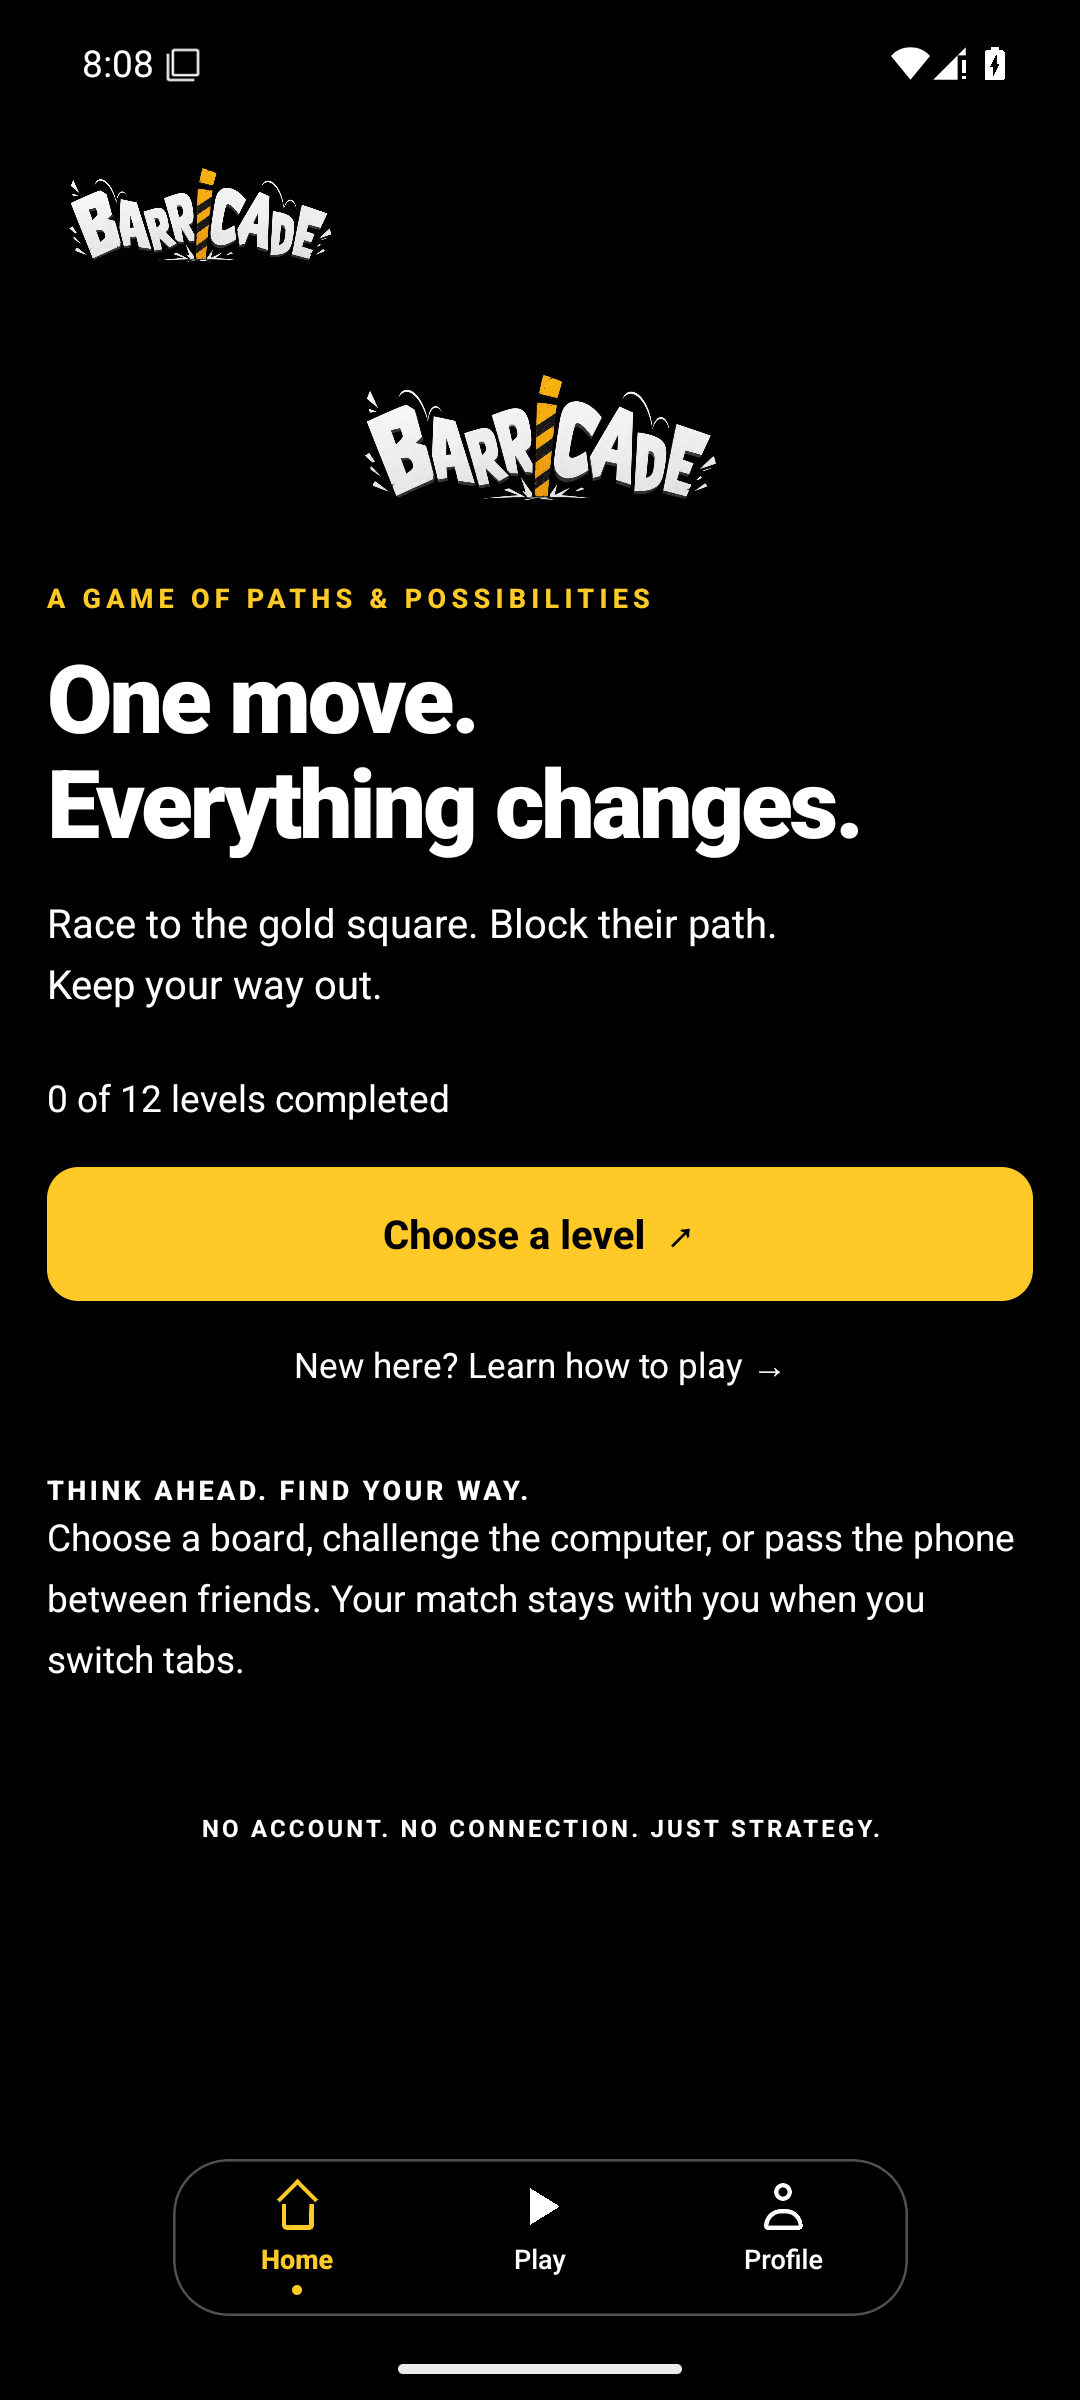 8:08
BARRiCADE
BARRiCADE
A GAME OF PATHS & POSSIBILITIES
One move.
Everything changes.
Race to the gold square. Block their path.
Keep your way out.
0 of 12 levels completed
Choose a level ↗
New here? Learn how to play →
THINK AHEAD. FIND YOUR WAY.
Choose a board, challenge the computer, or pass the phone
between friends. Your match stays with you when you
switch tabs.
NO ACCOUNT. NO CONNECTION. JUST STRATEGY.
Home Play Profile